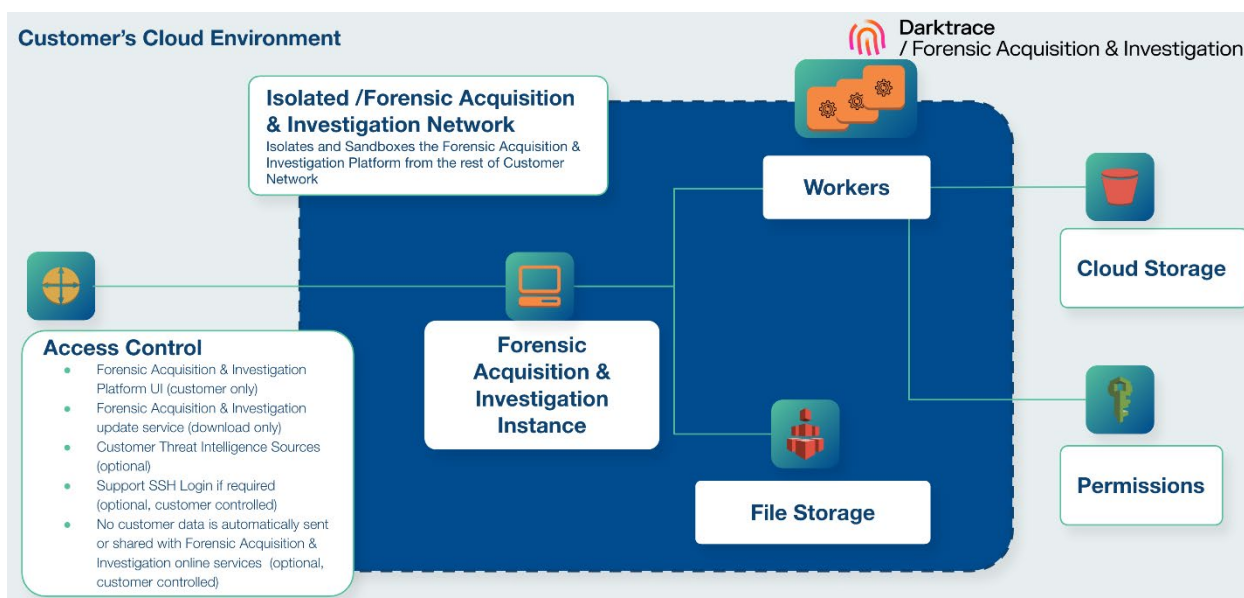 Customer's Cloud Environment
Darktrace
/ Forensic Acquisition & Investigation
Isolated /Forensic Acquisition
& Investigation Network
Isolates and Sandboxes the Forensic Acquisition &
Investigation Platform from the rest of Customer
Network
Workers
Cloud Storage
Access Control
• Forensic Acquisition & Investigation
Platform UI (customer only)
• Forensic Acquisition & Investigation
update service (download only)
• Customer Threat Intelligence Sources
(optional)
• Support SSH Login if required
(optional, customer controlled)
• No customer data is automatically sent
or shared with Forensic Acquisition &
Investigation online services (optional,
customer controlled)
Forensic
Acquisition &
Investigation
Instance
File Storage
Permissions